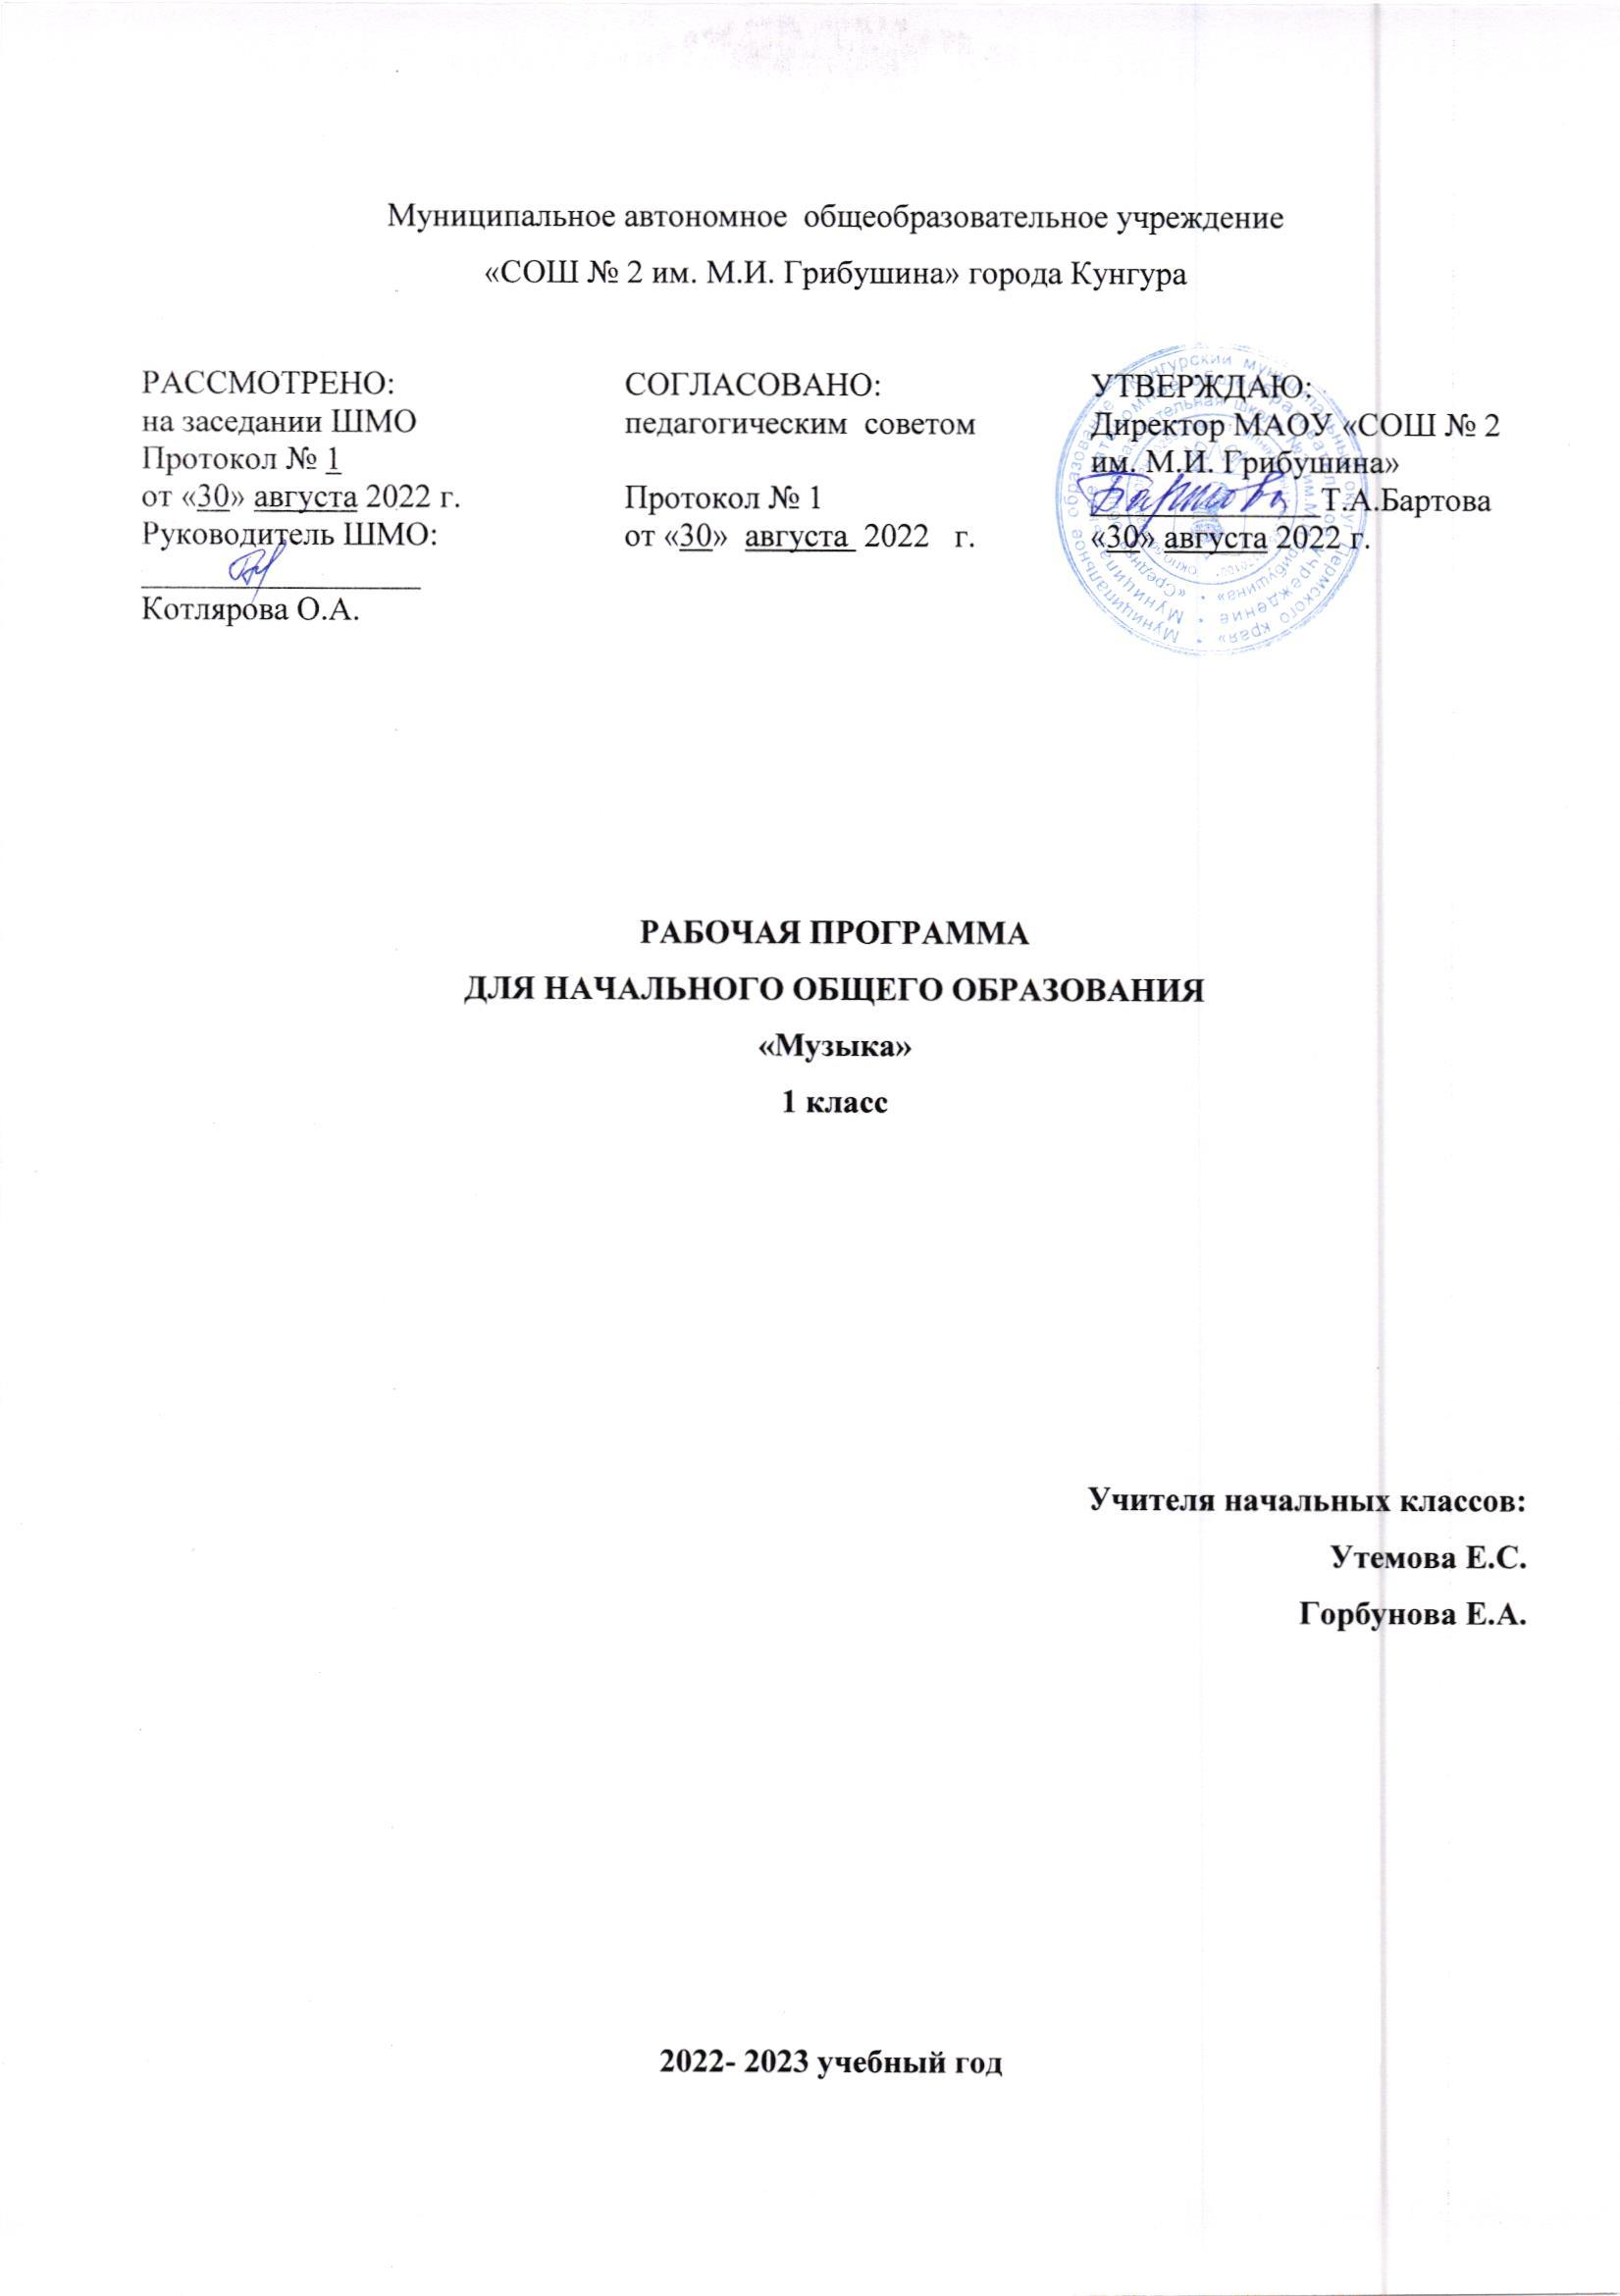 Муниципальное автономное общеобразовательное учреждение
«СОШ № 2 им. М.И. Грибушина» города Кунгура
РАССМОТРЕНО:
на заседании ШМО
Протокол № 1
от «30» августа 2022 г.
Руководитель ШМО:
Котлярова О.А.
СОГЛАСОВАНО:
педагогическим советом
Протокол № 1
от «30» августа 2022 г.
УТВЕРЖДАЮ:
Директор МАОУ «СОШ № 2
им. М.И. Грибушина»
Бартова Т.А.Бартова
«30» августа 2022 г.
РАБОЧАЯ ПРОГРАММА
ДЛЯ НАЧАЛЬНОГО ОБЩЕГО ОБРАЗОВАНИЯ
«Музыка»
1 класс
Учителя начальных классов:
Утемова Е.С.
Горбунова Е.А.
2022- 2023 учебный год